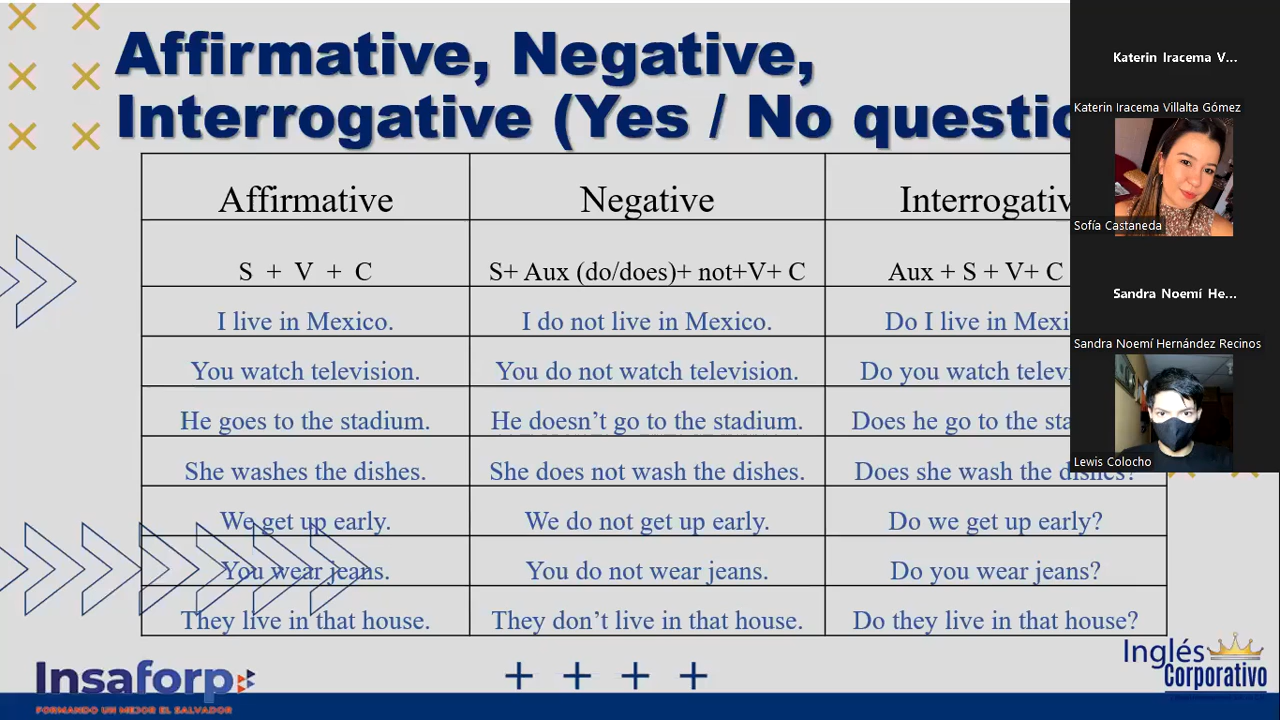 Affirmative, Negative,
Interrogative (Yes / No questio
Affirmative Negative Interrogativ
S + V + C S+ Aux (do/does)+ not+V+ C Aux + S + V+ C
I live in Mexico. I do not live in Mexico. Do I live in Mexi
You watch television. You do not watch television. Do you watch telev
He goes to the stadium. He doesn’t go to the stadium. Does he go to the sta
She washes the dishes. She does not wash the dishes. Does she wash the dishes?
We get up early. We do not get up early. Do we get up early?
You wear jeans. You do not wear jeans. Do you wear jeans?
They live in that house. They don’t live in that house. Do they live in that house?
Insaforp
FORMANDO UN MEJOR EL SALVADOR
Inglés
Corporativo
Katerin Iracema V...
Katerin Iracema Villalta Gómez
Sofía Castaneda
Sandra Noemí He...
Sandra Noemí Hernández Recinos
Lewis Colocho